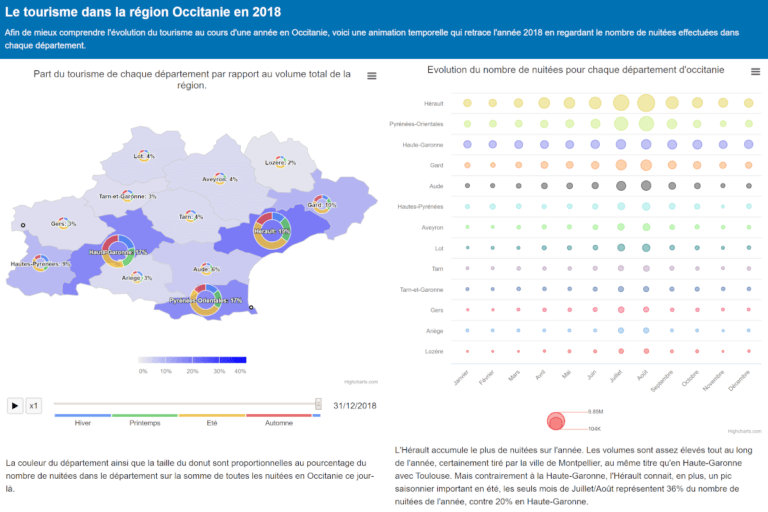 Le tourisme dans la région Occitanie en 2018
Afin de mieux comprendre l'évolution du tourisme au cours d'une année en Occitanie, voici une animation temporelle qui retrace l'année 2018 en regardant le nombre de nuitées effectuées dans
chaque département.
Part du tourisme de chaque département par rapport au volume total de la
région.
Lot: 4%
Lozère: 2%
Aveyron: 4%
Tarn-et-Garonne: 3%
Gard: 10%
Tarn: 4%
Gers: 3%
Hérault: 19%
Haute-Garonne: 17%
Hautes-Pyrénées: 9%
Aude: 6%
Ariège: 3%
Pyrénées-Orientales: 17%
0%
10%
20%
30%
40%
Highcharts.com
x1
31/12/2018
Hiver
Printemps
Eté
Automne
La couleur du département ainsi que la taille du donut sont proportionnelles au pourcentage du
nombre de nuitées dans le département sur la somme de toutes les nuitées en Occitanie ce jour-
là.
Evolution du nombre de nuitées pour chaque département d'occitanie
Hérault
Pyrénées-Orientales
Haute-Garonne
Gard
Aude
Hautes-Pyrénées
Aveyron
Lot
Tarn
Tarn-et-Garonne
Gers
Ariège
Lozère
Janvier
Février
Mars
Avril
Mai
Juin
Juillet
Août
Septembre
Octobre
Novembre
Décembre
104K
Highcharts.com
L'Hérault accumule le plus de nuitées sur l'année. Les volumes sont assez élevés tout au long
de l'année, certainement tiré par la ville de Montpellier, au même titre qu'en Haute-Garonne
avec Toulouse. Mais contrairement à la Haute-Garonne, l'Hérault connait, en plus, un pic
saisonnier important en été, les seuls mois de Juillet/Août représentent 36% du nombre de
nuitées de l'année, contre 20% en Haute-Garonne.